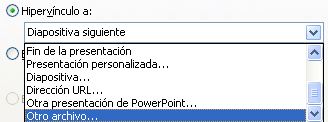 Hipervínculo a:
Diapositiva siguiente
Fin de la presentación
Presentación personalizada...
Diapositiva...
Dirección URL...
Otra presentación de PowerPoint...
Otro archivo...